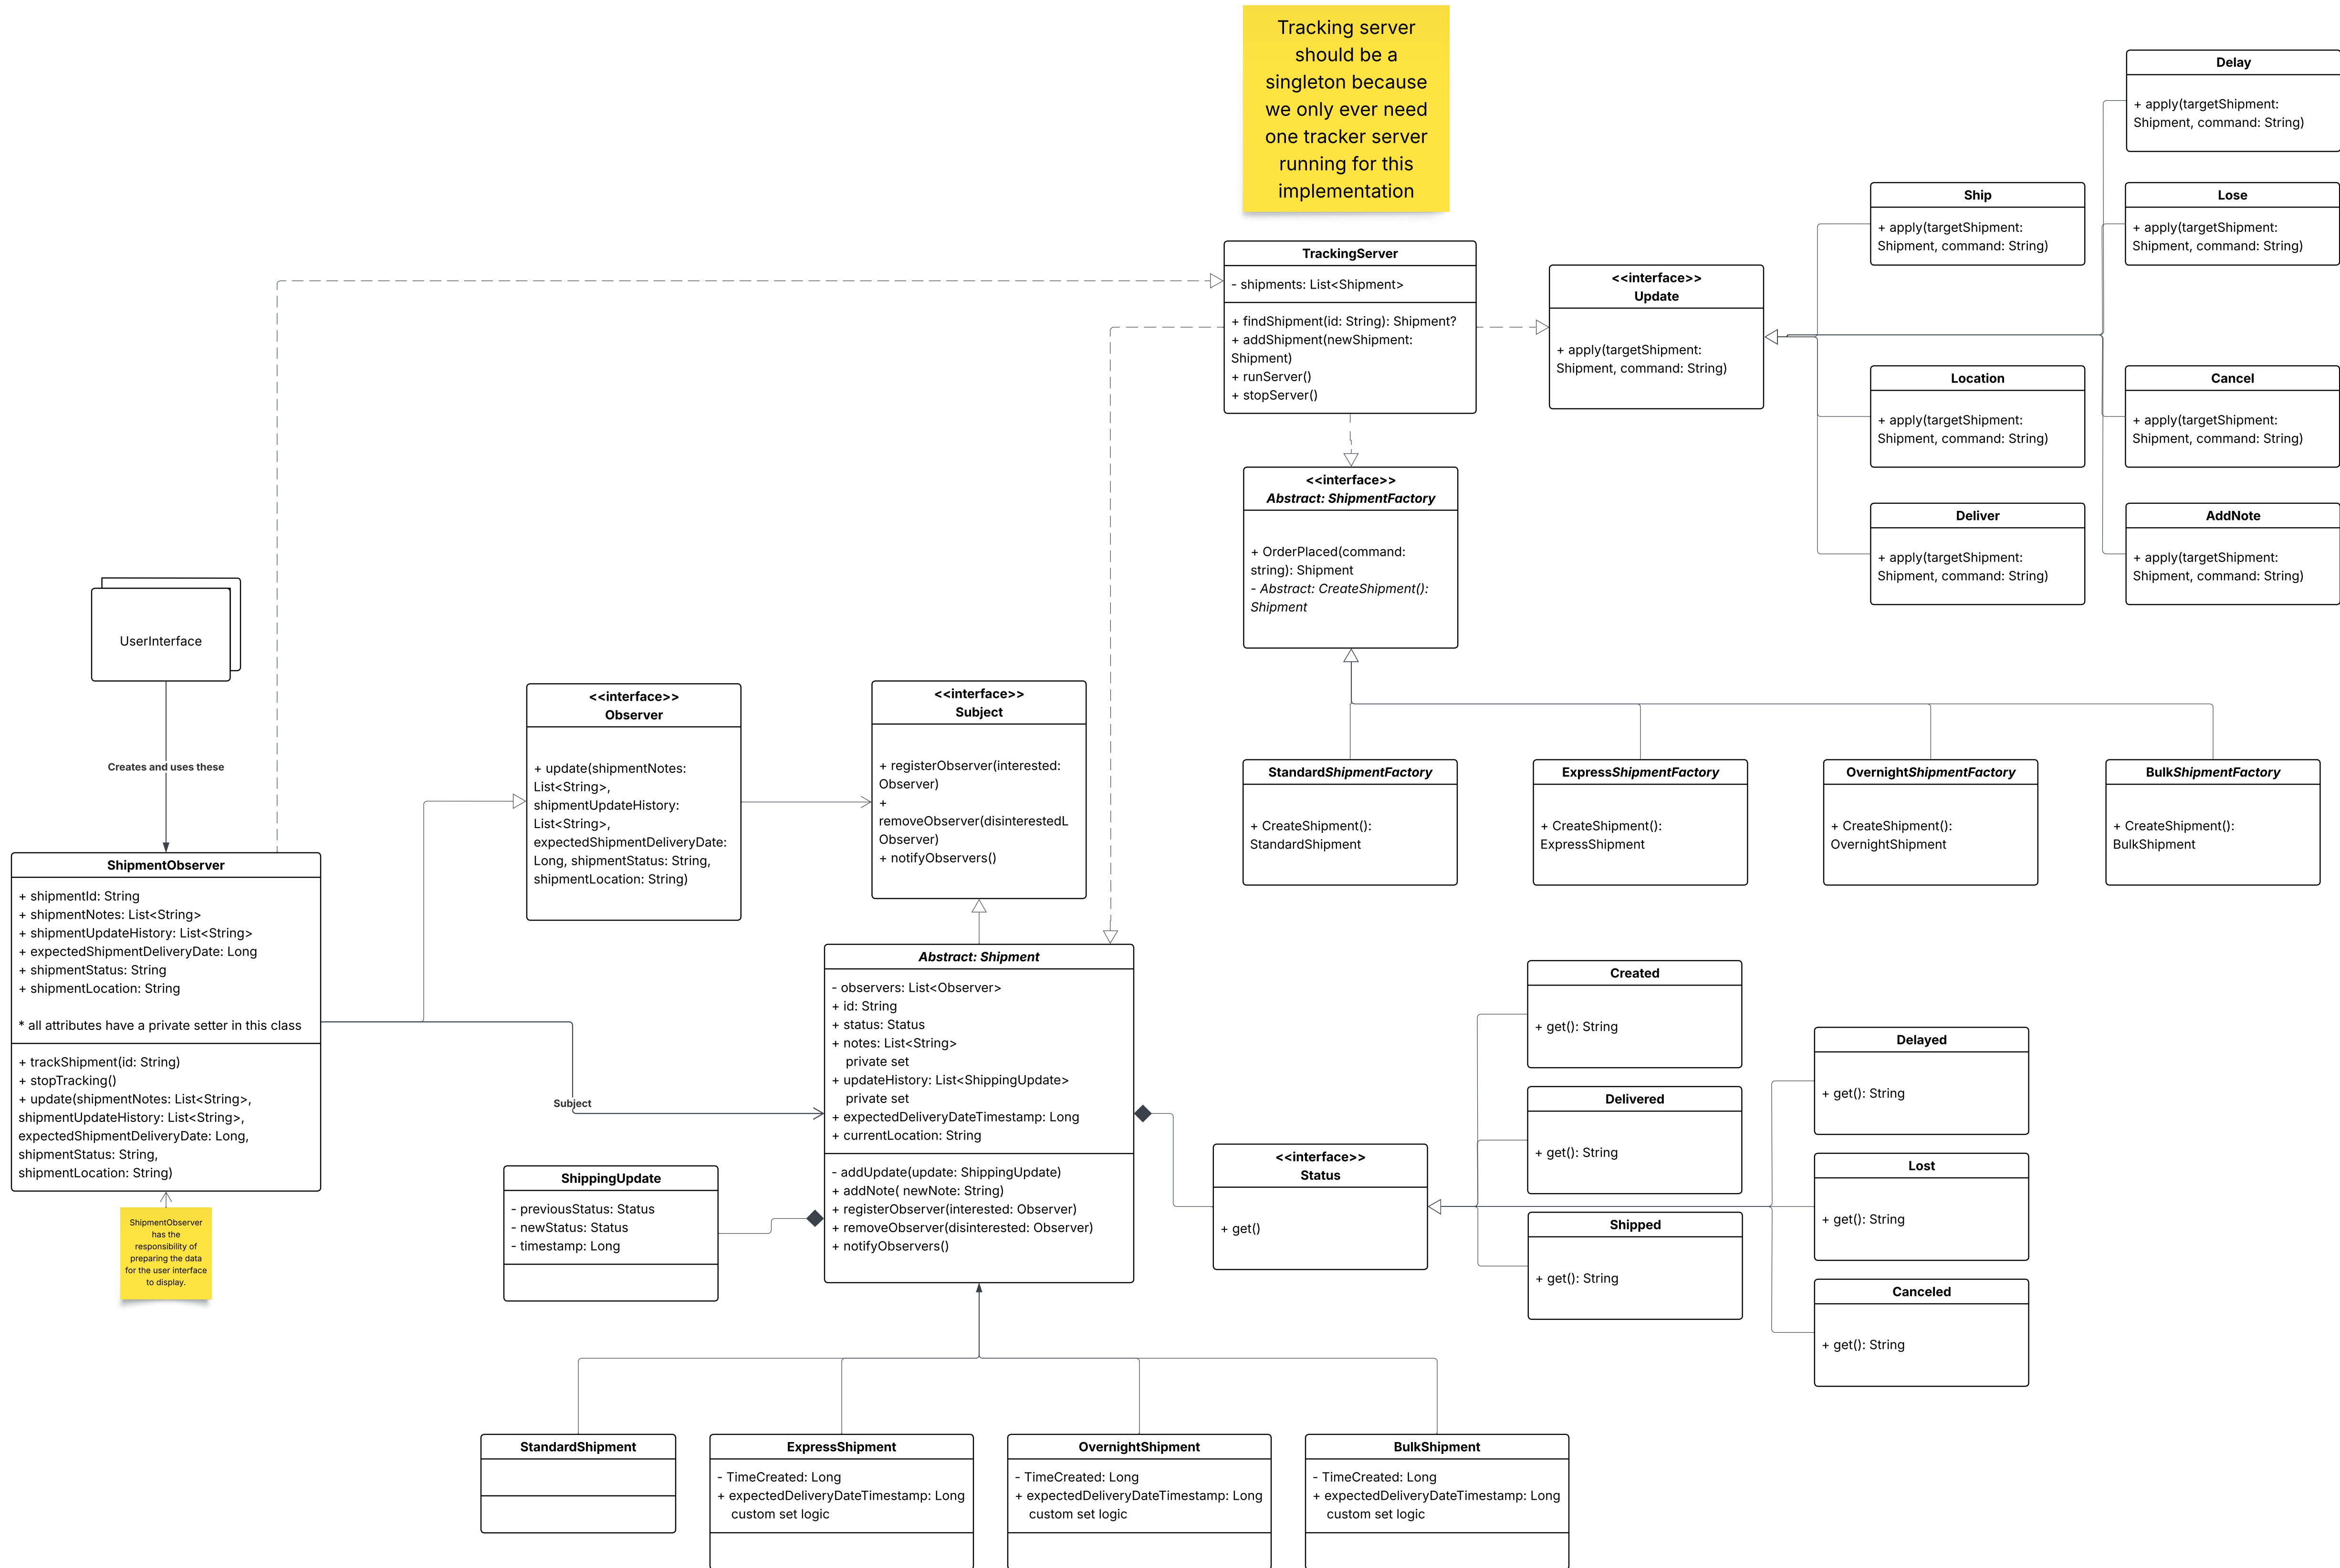 Tracking server
should be a
singleton because
we only ever need
one tracker server
running for this
implementation
Delay
+ apply(targetShipment:
Shipment, command: String)
Ship
+ apply(targetShipment:
Shipment, command: String)
Lose
+ apply(targetShipment:
Shipment, command: String)
TrackingServer
- shipments: List<Shipment>
+ findShipment(id: String): Shipment?
+ addShipment(newShipment:
Shipment)
+ runServer()
+ stopServer()
<<interface>>
Update
+ apply(targetShipment:
Shipment, command: String)
Location
+ apply(targetShipment:
Shipment, command: String)
Cancel
+ apply(targetShipment:
Shipment, command: String)
<<interface>>
Abstract: ShipmentFactory
+ OrderPlaced(command:
string): Shipment
- Abstract: CreateShipment():
Shipment
Deliver
+ apply(targetShipment:
Shipment, command: String)
AddNote
+ apply(targetShipment:
Shipment, command: String)
UserInterface
Creates and uses these
<<interface>>
Observer
+ update(shipmentNotes:
List<String>,
shipmentUpdateHistory:
List<String>,
expectedShipmentDeliveryDate:
Long, shipmentStatus: String,
shipmentLocation: String)
<<interface>>
Subject
+ registerObserver(interested:
Observer)
+
removeObserver(disinterestedL
Observer)
+ notifyObservers()
StandardShipmentFactory
+ CreateShipment():
StandardShipment
ExpressShipmentFactory
+ CreateShipment():
ExpressShipment
OvernightShipmentFactory
+ CreateShipment():
OvernightShipment
BulkShipmentFactory
+ CreateShipment():
BulkShipment
ShipmentObserver
+ shipmentId: String
+ shipmentNotes: List<String>
+ shipmentUpdateHistory: List<String>
+ expectedShipmentDeliveryDate: Long
+ shipmentStatus: String
+ shipmentLocation: String
* all attributes have a private setter in this class
+ trackShipment(id: String)
+ stopTracking()
+ update(shipmentNotes: List<String>,
shipmentUpdateHistory: List<String>,
expectedShipmentDeliveryDate: Long,
shipmentStatus: String,
shipmentLocation: String)
Subject
ShipmentObserver
has the
responsibility of
preparing the data
for the user interface
to display.
Abstract: Shipment
- observers: List<Observer>
+ id: String
+ status: Status
+ notes: List<String>
private set
+ updateHistory: List<ShippingUpdate>
private set
+ expectedDeliveryDateTimestamp: Long
+ currentLocation: String
- addUpdate(update: ShippingUpdate)
+ addNote( newNote: String)
+ registerObserver(interested: Observer)
+ removeObserver(disinterested: Observer)
+ notifyObservers()
ShippingUpdate
- previousStatus: Status
- newStatus: Status
- timestamp: Long
<<interface>>
Status
+ get()
Created
+ get(): String
Delivered
+ get(): String
Shipped
+ get(): String
Delayed
+ get(): String
Lost
+ get(): String
Canceled
+ get(): String
StandardShipment
ExpressShipment
- TimeCreated: Long
+ expectedDeliveryDateTimestamp: Long
custom set logic
OvernightShipment
- TimeCreated: Long
+ expectedDeliveryDateTimestamp: Long
custom set logic
BulkShipment
- TimeCreated: Long
+ expectedDeliveryDateTimestamp: Long
custom set logic